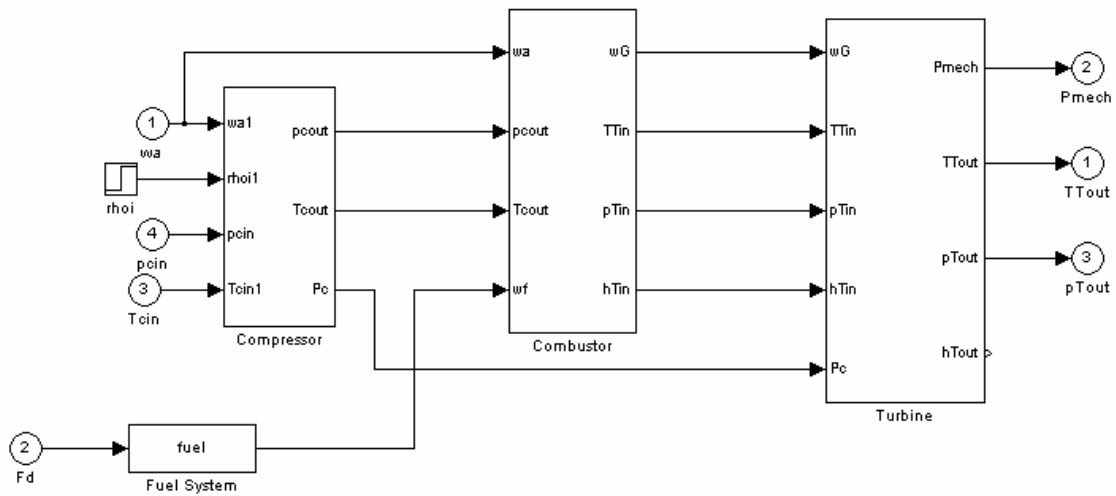 1
wa
rhoi
4
pcin
3
Tcin
wa1
rhoi1
pcin
Tcin1
pcout
Tcout
Pc
Compressor
2
Fd
fuel
Fuel System
wa
pcout
Tcout
wf
wG
TTin
pTin
hTin
Combustor
wG
TTin
pTin
hTin
Pc
Pmech
TTout
pTout
hTout
Turbine
2
Pmech
1
TTout
3
pTout